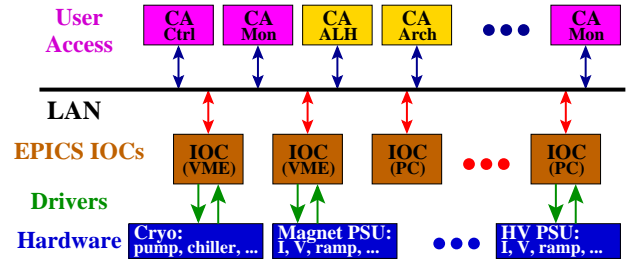 User
Access
CA
Ctrl
CA
Mon
CA
ALH
CA
Arch
CA
Mon
LAN
EPICS IOCs
IOC
(VME)
IOC
(VME)
IOC
(PC)
IOC
(PC)
Drivers
Hardware
Cryo:
pump, chiller, ...
Magnet PSU:
I, V, ramp, ...
HV PSU:
I, V, ramp, ...